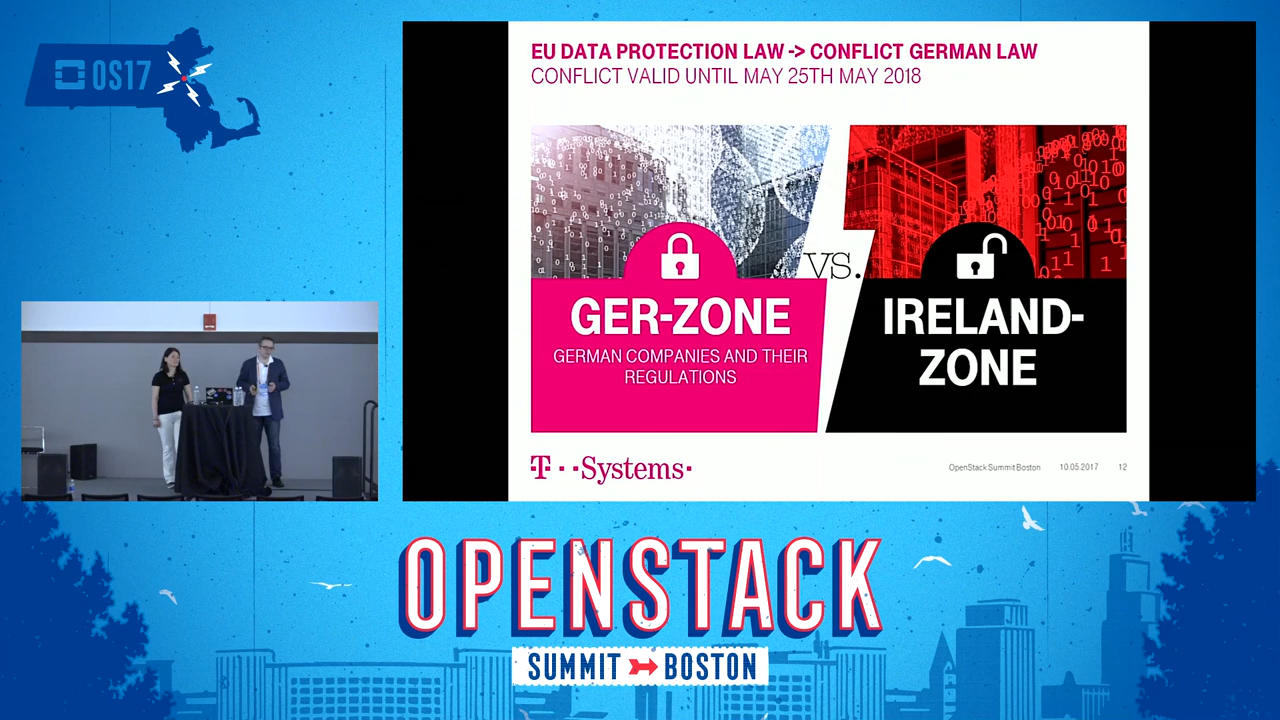 OS17
EU DATA PROTECTION LAW -> CONFLICT GERMAN LAW
CONFLICT VALID UNTIL MAY 25TH MAY 2018
VS.
GER-ZONE
GERMAN COMPANIES AND THEIR
REGULATIONS
IRELAND-
ZONE
T··Systems·
OpenStack Summit Boston 10.05.2017 12
OPENSTACK
SUMMIT BOSTON